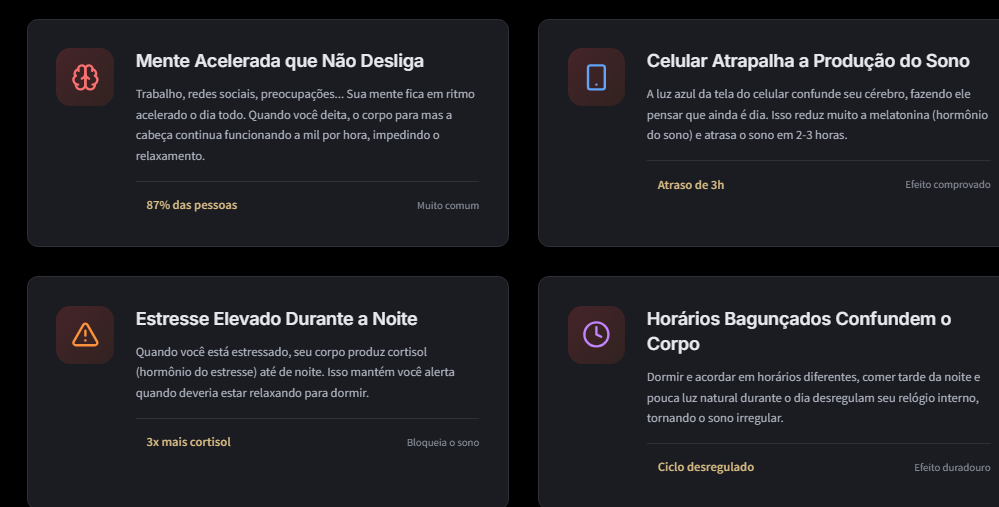 Mente Acelerada que Não Desliga
Trabalho, redes sociais, preocupações... Sua mente fica em ritmo
acelerado o dia todo. Quando você deita, o corpo para mas a
cabeça continua funcionando a mil por hora, impedindo o
relaxamento.
87% das pessoas
Muito comum
Celular Atrapalha a Produção do Sono
A luz azul da tela do celular confunde seu cérebro, fazendo ele
pensar que ainda é dia. Isso reduz muito a melatonina (hormônio
do sono) e atrasa o sono em 2-3 horas.
Atraso de 3h
Efeito comprovado
Estresse Elevado Durante a Noite
Quando você está estressado, seu corpo produz cortisol
(hormônio do estresse) até de noite. Isso mantém você alerta
quando deveria estar relaxando para dormir.
3x mais cortisol
Bloqueia o sono
Horários Bagunçados Confundem o
Corpo
Dormir e acordar em horários diferentes, comer tarde da noite e
pouca luz natural durante o dia desregulam seu relógio interno,
tornando o sono irregular.
Ciclo desregulado
Efeito duradouro